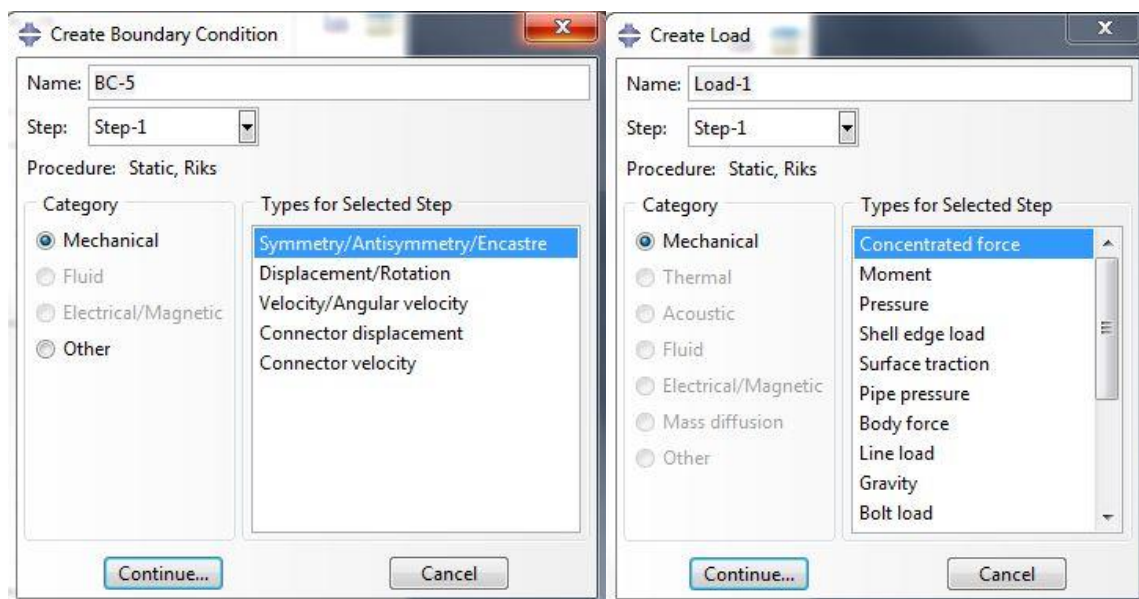 Create Boundary Condition
Name: BC-5
Step: Step-1
Procedure: Static, Riks
Category
Mechanical
Fluid
Electrical/Magnetic
Other
Types for Selected Step
Symmetry/Antisymmetry/Encastre
Displacement/Rotation
Velocity/Angular velocity
Connector displacement
Connector velocity
Continue...
Cancel
Create Load
Name: Load-1
Step: Step-1
Procedure: Static, Riks
Category
Mechanical
Thermal
Acoustic
Fluid
Electrical/Magnetic
Mass diffusion
Other
Types for Selected Step
Concentrated force
Moment
Pressure
Shell edge load
Surface traction
Pipe pressure
Body force
Line load
Gravity
Bolt load
Continue...
Cancel